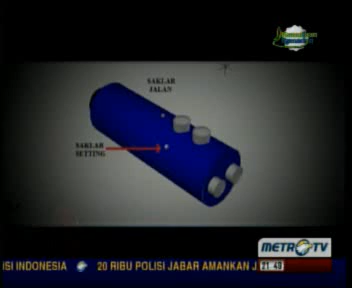 SAKLAR
JALAN
SAKLAR
SETTING
METRO TV
ISI INDONESIA
20 RIBU POLISI JABAR AMANKAN J
21 43